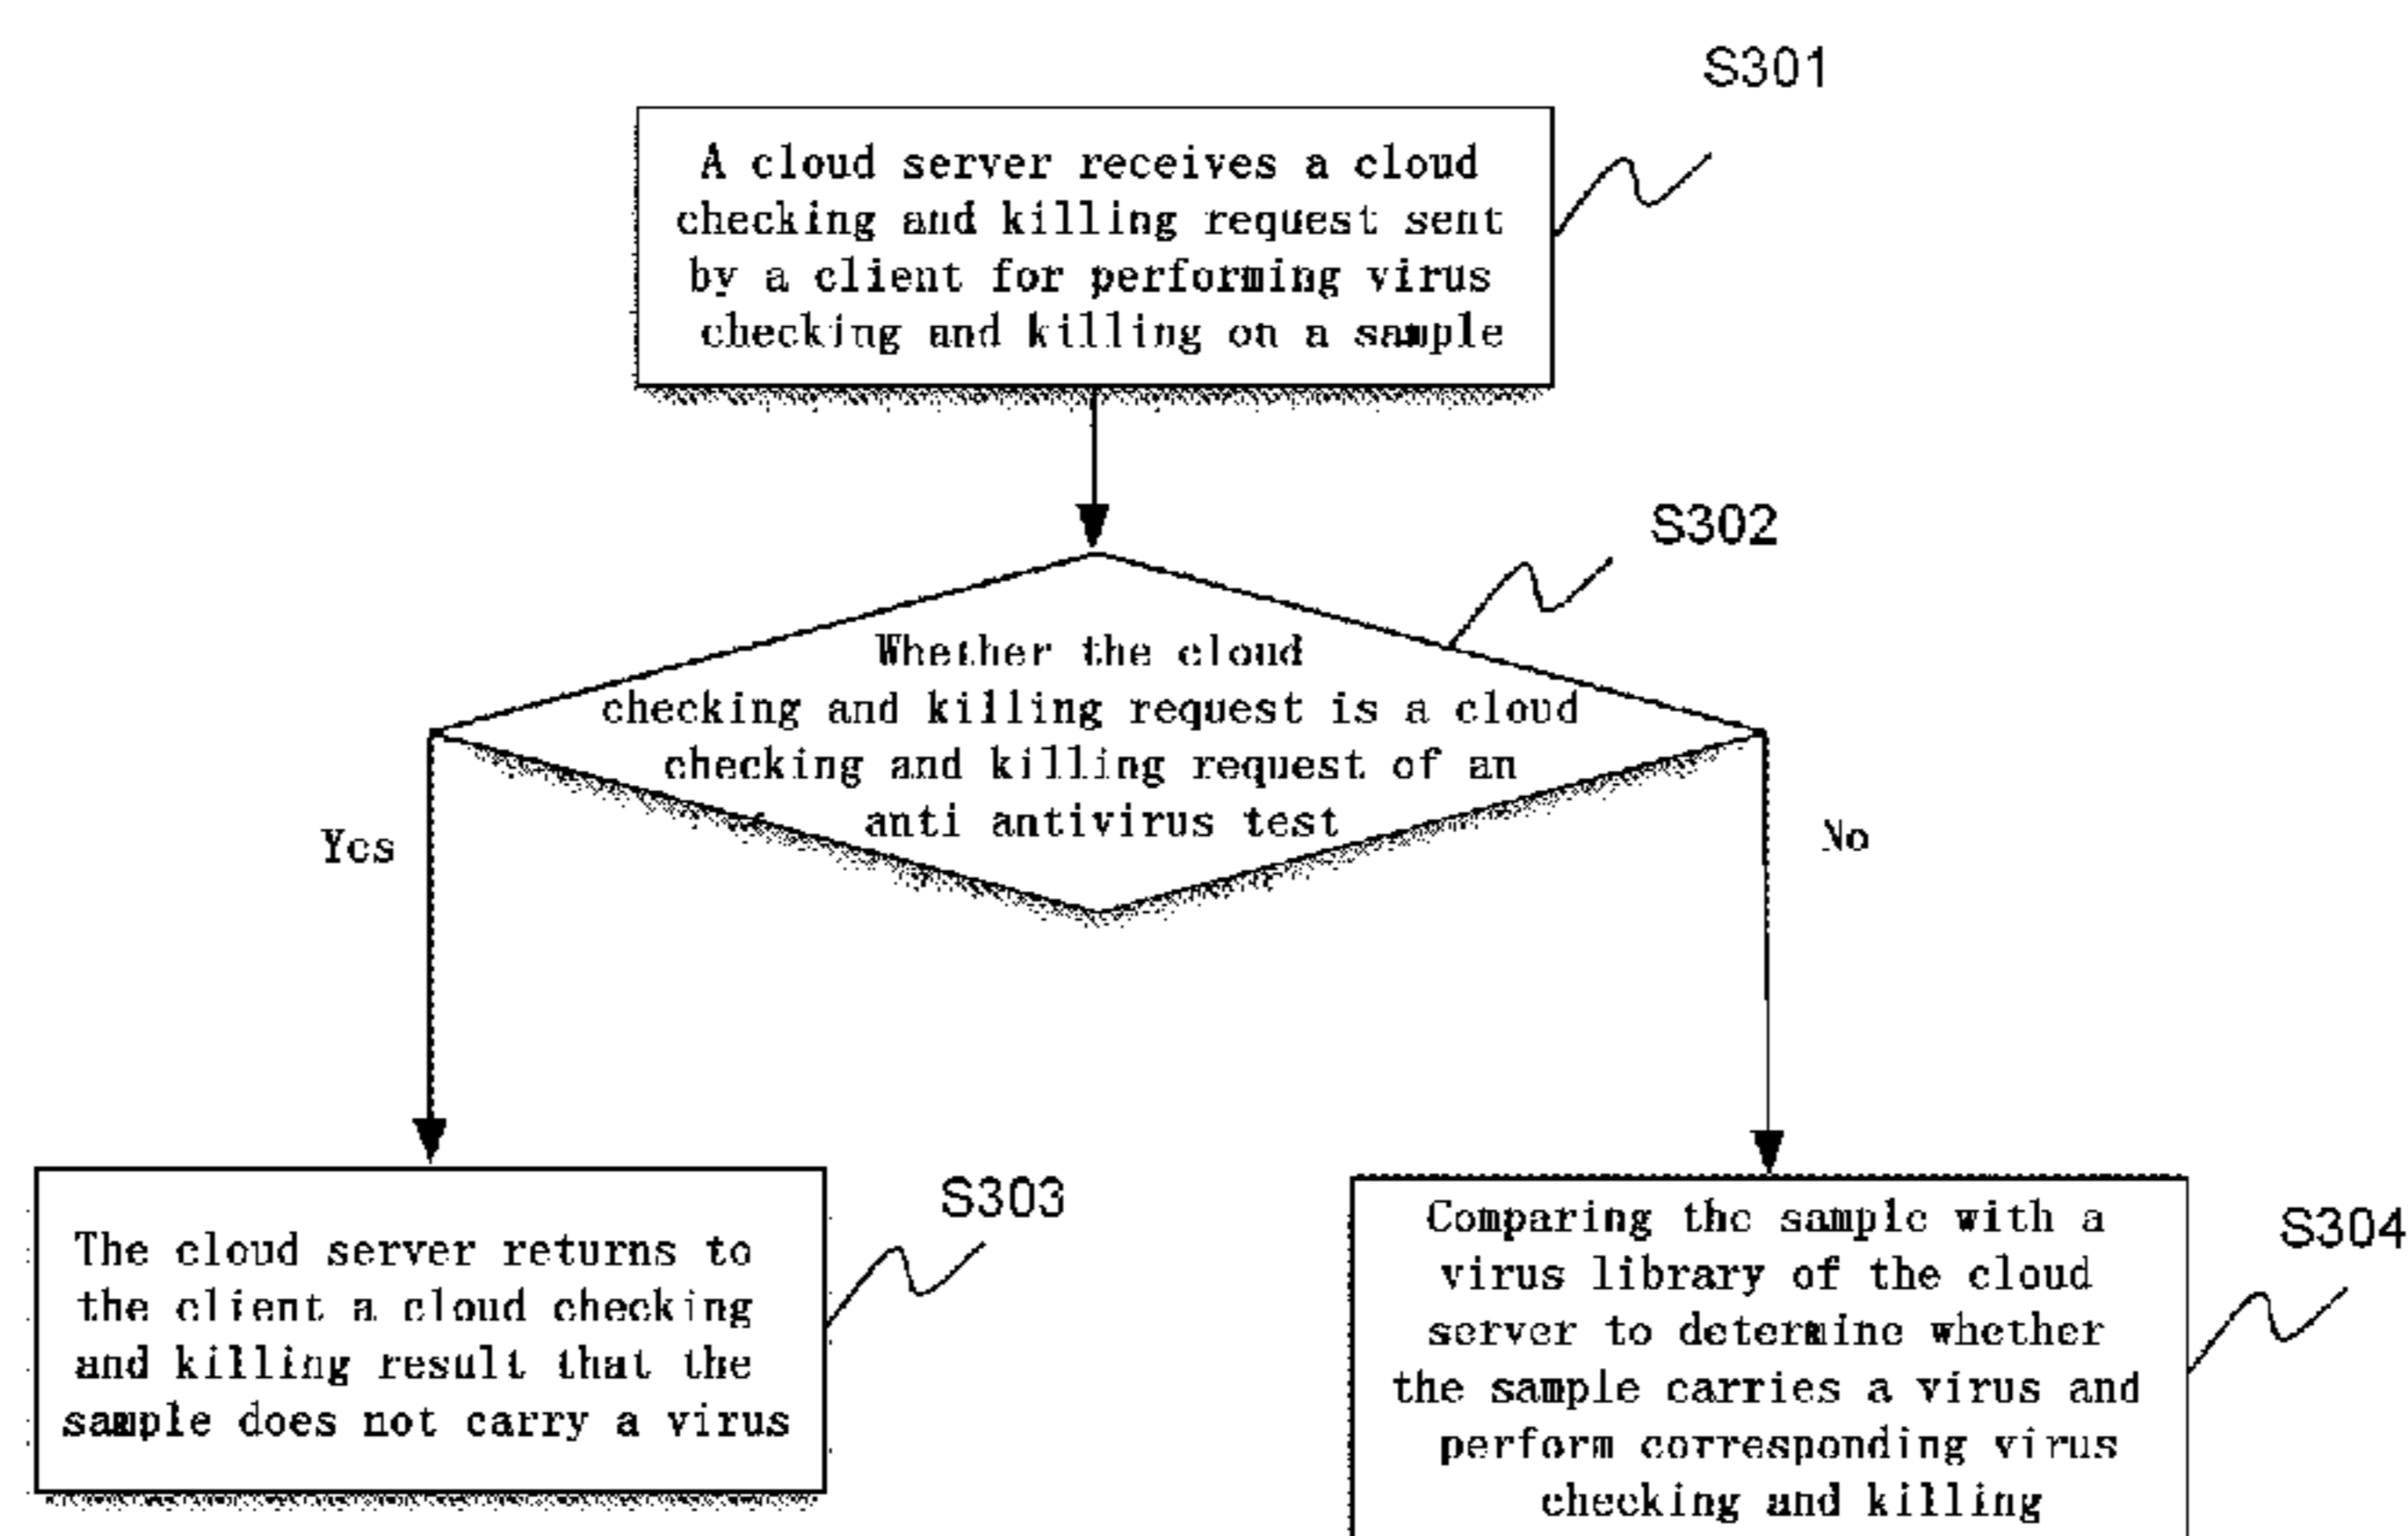 S301
A cloud server receives a cloud
checking and killing request sent
by a client for performing virus
checking and killing on a sample
S302
Whether the cloud
checking and killing request is a cloud
checking and killing request of an
anti antivirus test
Yes
No
S303
The cloud server returns to
the client a cloud checking
and killing result that the
sample does not carry a virus
S304
Comparing the sample with a
virus library of the cloud
server to determine whether
the sample carries a virus and
perform corresponding virus
checking and killing